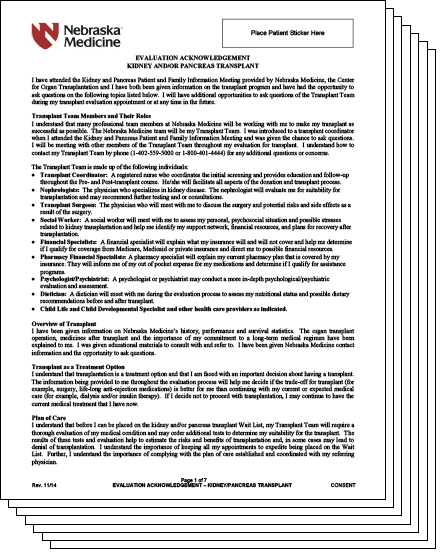 Nebraska
Medicine
Place Patient Sticker Here
EVALUATION ACKNOWLEDGEMENT
KIDNEY AND/OR PANCREAS TRANSPLANT
I have attended the Kidney and Pancreas Patient and Family Information Meeting provided by Nebraska Medicine, the Center
for Organ Transplantation and I have both been given information on the transplant program and have had the opportunity to
ask questions on the following topics listed below. I will have additional opportunities to ask questions of the Transplant Team
during my transplant evaluation appointment or at any time in the future.
Transplant Team Members and Their Roles
I understand that many professional team members at Nebraska Medicine will be working with me to make my transplant as
successful as possible. The Nebraska Medicine team will be my Transplant Team. I was introduced to a transplant coordinator
when I attended the Kidney and Pancreas Patient and Family Information Meeting and was given the chance to ask questions.
I will be meeting with other members of the Transplant Team throughout my evaluation for transplant. I understand how to
contact my Transplant Team by phone (1-402-559-5000 or 1-800-401-4444) for any additional questions or concerns.
The Transplant Team is made up of the following individuals:
• Transplant Coordinator: A registered nurse who coordinates the initial screening and provides education and follow-up
throughout the Pre- and Post-transplant course. He/she will facilitate all aspects of the donation and transplant process.
• Nephrologists: The physician who specializes in kidney disease. The nephrologist will evaluate me for suitability for
transplantation and may recommend further testing and/or consultations.
• Transplant Surgeon: The physician who will meet with me to discuss the surgery and potential risks and side effects as a
result of the surgery.
• Social Worker: A social worker will meet with me to assess my personal, psychosocial situation and possible stresses
related to kidney transplantation and help me identify my support network, financial resources, and plans for recovery after
transplantation.
• Financial Specialists: A financial specialist will explain what my insurance will and will not cover and help me determine
if I qualify for coverage from Medicare, Medicaid or private insurance and direct me to possible financial resources.
• Pharmacy Financial Specialists: A pharmacy specialist will explain my current pharmacy plan that is covered by my
insurance. They will inform me of my out of pocket expense for my medications and determine if I qualify for assistance
programs.
• Psychologist/Psychiatrist: A psychologist or psychiatrist may conduct a more in-depth psychological/psychiatric
evaluation and assessment.
• Dietician: A dietician will meet with me during the evaluation process to assess my nutritional status and possible dietary
recommendations before and after transplant.
• Child Life and Child Developmental Specialist and other health care providers as indicated.
Overview of Transplant
I have been given information on Nebraska Medicine's history, performance and survival statistics. The organ transplant
operation, medicines after transplant and the importance of my commitment to a long-term medical regimen have been
explained to me. I was given educational materials to consult with and refer to. I have been given Nebraska Medicine contact
information and the opportunity to ask questions.
Transplant as a Treatment Option
I understand that transplantation is a treatment option and that I am faced with an important decision about having a transplant.
The information being provided to me throughout the evaluation process will help me decide if the trade-off for transplant (for
example, surgery, life-long anti-rejection medications) is better for me than continuing with my current or expected medical
care (for example, dialysis and/or insulin therapy). If I decide not to proceed with transplantation, I may continue to have the
current medical treatment that I have now.
Plan of Care
I understand that before I can be placed on the kidney and/or pancreas transplant Wait List, my Transplant Team will require a
thorough evaluation of my medical condition and may order additional tests to determine my suitability for the transplant. The
results of these tests and evaluation help to estimate the risks and benefits of transplantation and, in some cases may lead to
denial of transplantation. I understand the importance of keeping all my appointments to expedite being placed on the Wait
List. Further, I understand the importance of complying with the plan of care established and coordinated with my referring
physician.
Page 1 of 7
Rev. 11/14 EVALUATION ACKNOWLEDGEMENT – KIDNEY/PANCREAS TRANSPLANT CONSENT